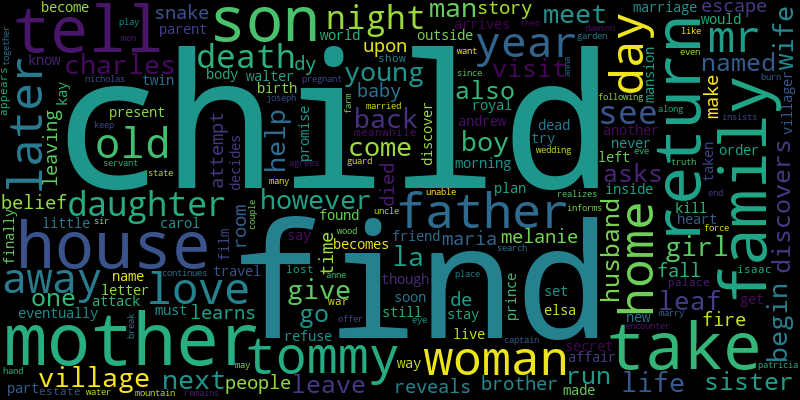 become play story
snake son night man meet arrives escape marriage
tell men theo dawson garden would like
parent world outside wife
death upon year day mr
know charles dy visit mansion even
later twin body walter young show want named
appears together birth baby also see since anna burn
nicholas kay joseph pregnant royal return
child
leaving present promise back andrew farm married following make villager along
old help meanwhile discover boy dead try another insists
keep attempt come morning wedding never order
servant decides guard left eve taken truth
state agrees plan asks inside end
belief daughter however died unable father husband home family
many realizes informs kill heart
finally little carol room couple found uncle becomes friend maria melanie girl force
sir house film say wood search fall isaac
away continues travel lost time though la find palace get discovers
name anne soon de place prince set leaf
one letter love give war still stay elsa secret new marry
attack must learns go offer eye live captain affair encounter fire begin
eventually refuse
mother break tommy way woman take
hand may run patricia
village next people leave reveals brother made life sister
part estate water mountain remains